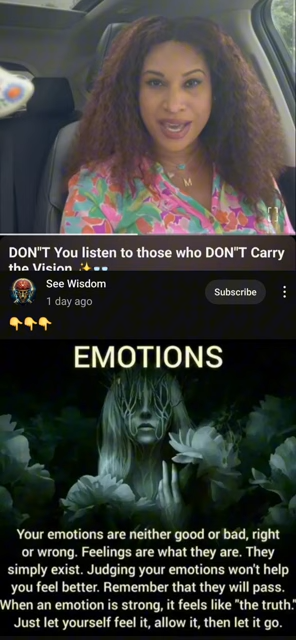 M
DON"T You listen to those who DON"T Carry
the Vision ✨👓
See Wisdom
1 day ago
Subscribe
👇👇👇
EMOTIONS
Your emotions are neither good or bad, right
or wrong. Feelings are what they are. They
simply exist. Judging your emotions won't help
you feel better. Remember that they will pass.
When an emotion is strong, it feels like "the truth."
Just let yourself feel it, allow it, then let it go.